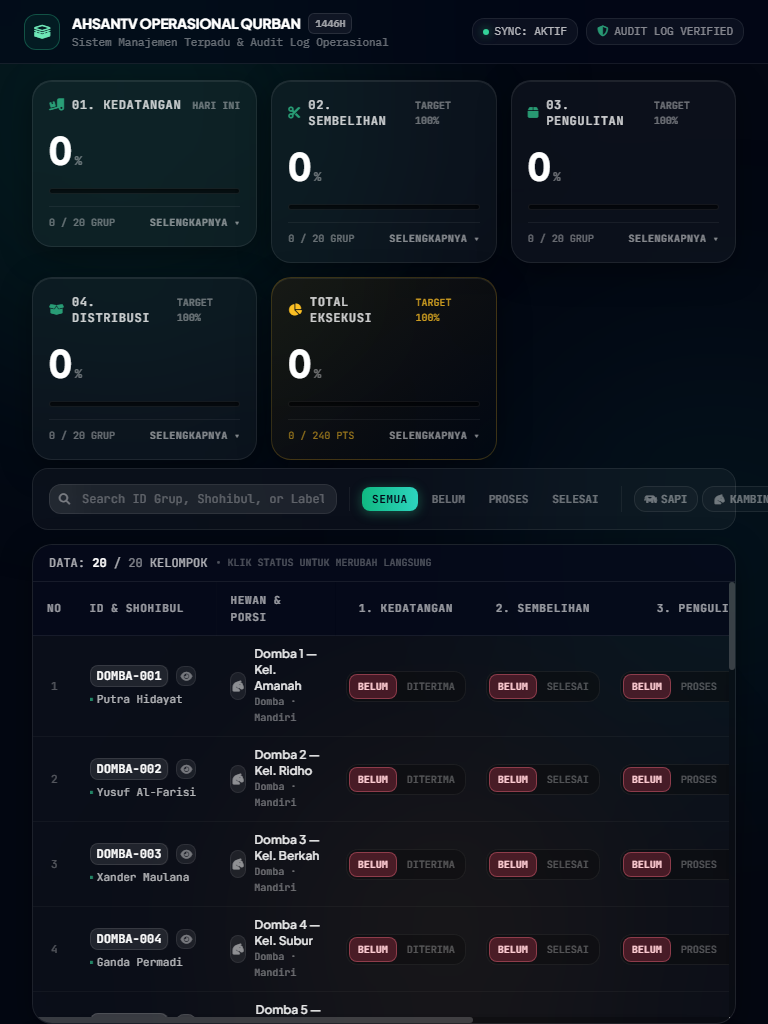 AHSANTV OPERASIONAL QURBAN 1446H
Sistem Manajemen Terpadu & Audit Log Operasional
SYNC: AKTIF
AUDIT LOG VERIFIED
01. KEDATANGAN HARI INI
0%
0 / 20 GRUP SELENGKAPNYA ▾
02. SEMBELIHAN TARGET 100%
0%
0 / 20 GRUP SELENGKAPNYA ▾
03. PENGULITAN TARGET 100%
0%
0 / 20 GRUP SELENGKAPNYA ▾
04. DISTRIBUSI TARGET 100%
0%
0 / 20 GRUP SELENGKAPNYA ▾
TOTAL EKSEKUSI TARGET 100%
0%
0 / 240 PTS SELENGKAPNYA ▾
Search ID Grup, Shohibul, or Label
SEMUA BELUM PROSES SELESAI SAPI KAMBIN
DATA: 20 / 20 KELOMPOK • KLIK STATUS UNTUK MERUBAH LANGSUNG
NO ID & SHOHIBUL HEWAN & PORSI 1. KEDATANGAN 2. SEMBELIHAN 3. PENGULI
1 DOMBA-001 Putra Hidayat
Domba 1 — Kel. Amanah
Domba · Mandiri
BELUM DITERIMA BELUM SELESAI BELUM PROSES
2 DOMBA-002 Yusuf Al-Farisi
Domba 2 — Kel. Ridho
Domba · Mandiri
BELUM DITERIMA BELUM SELESAI BELUM PROSES
3 DOMBA-003 Xander Maulana
Domba 3 — Kel. Berkah
Domba · Mandiri
BELUM DITERIMA BELUM SELESAI BELUM PROSES
4 DOMBA-004 Ganda Permadi
Domba 4 — Kel. Subur
Domba · Mandiri
BELUM DITERIMA BELUM SELESAI BELUM PROSES
Domba 5 —